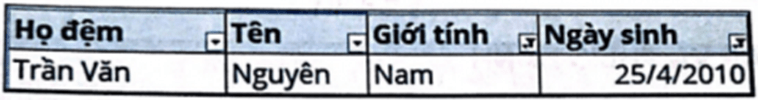 Họ đệm Tên Giới tính Ngày sinh
Trần Văn Nguyên Nam 25/4/2010